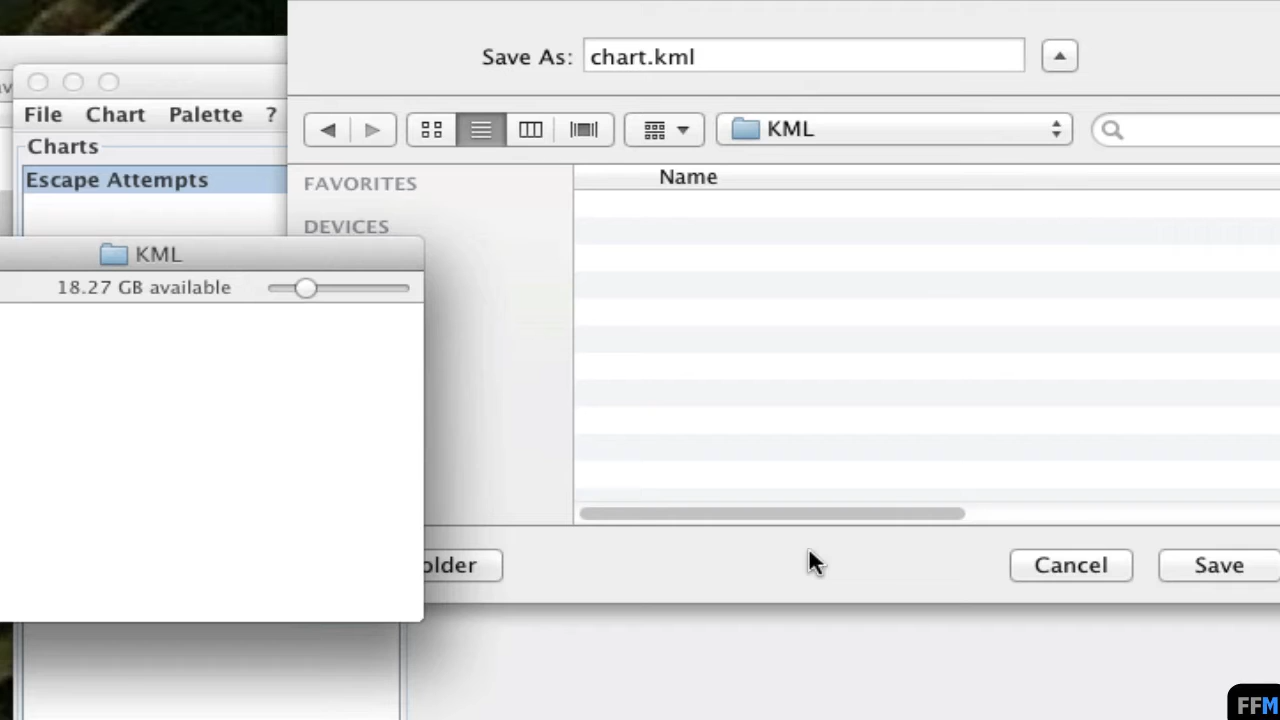 Save As: chart.kml
File Chart Palette ?
KML
Charts
FAVORITES
Name
Escape Attempts
DEVICES
KML
18.27 GB available
older
Cancel
Save
FFM